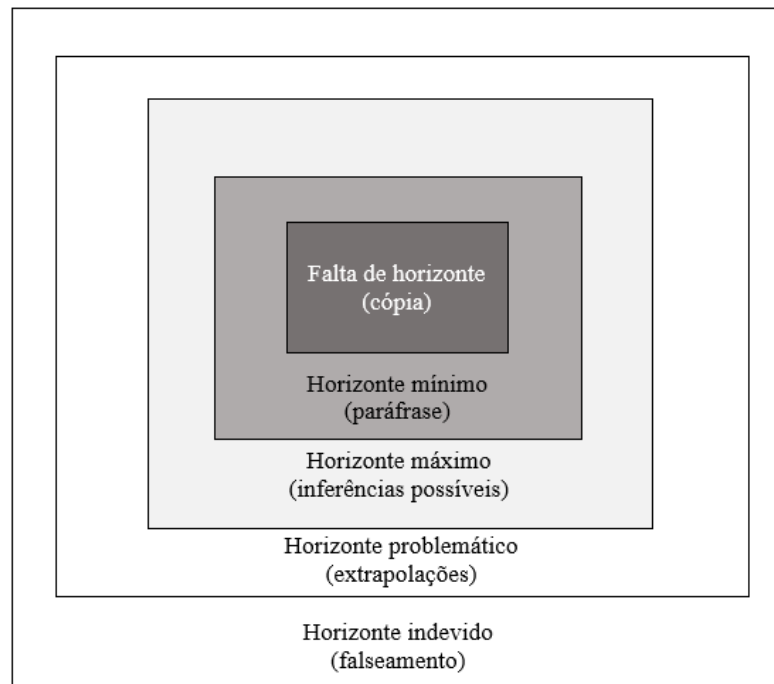 Falta de horizonte
(cópia)
Horizonte mínimo
(paráfrase)
Horizonte máximo
(inferências possíveis)
Horizonte problemático
(extrapolações)
Horizonte indevido
(falseamento)